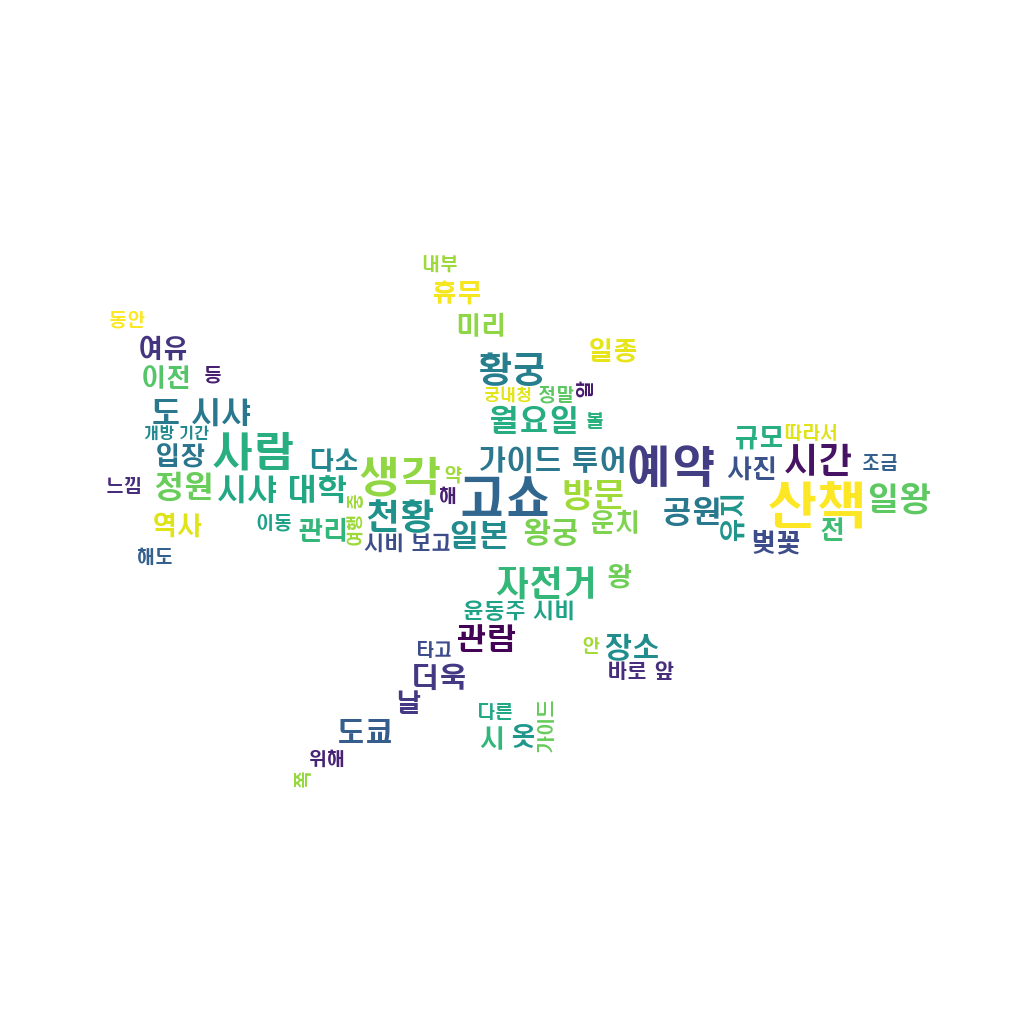 내부
휴무
동안
미리
여유
일종
황궁
이전
등
궁내청
정말
할
도 시샤
월요일
볼
개방 기간
규모
따라서
사람
입장
다소
가이드 투어
예약
사진
시간
조금
생각
약
느낌
정원
시샤 대학
해
고쇼
방문
산책
일왕
여행 중
천황
공원
유지
역사
이동
관리
시비 보고
일본
왕궁
운치
벚꽃
전
해도
자전거
왕
윤동주 시비
관람
안
장소
타고
더욱
바로 앞
날
다른
가이드
도쿄
시
옷
위해
쪽